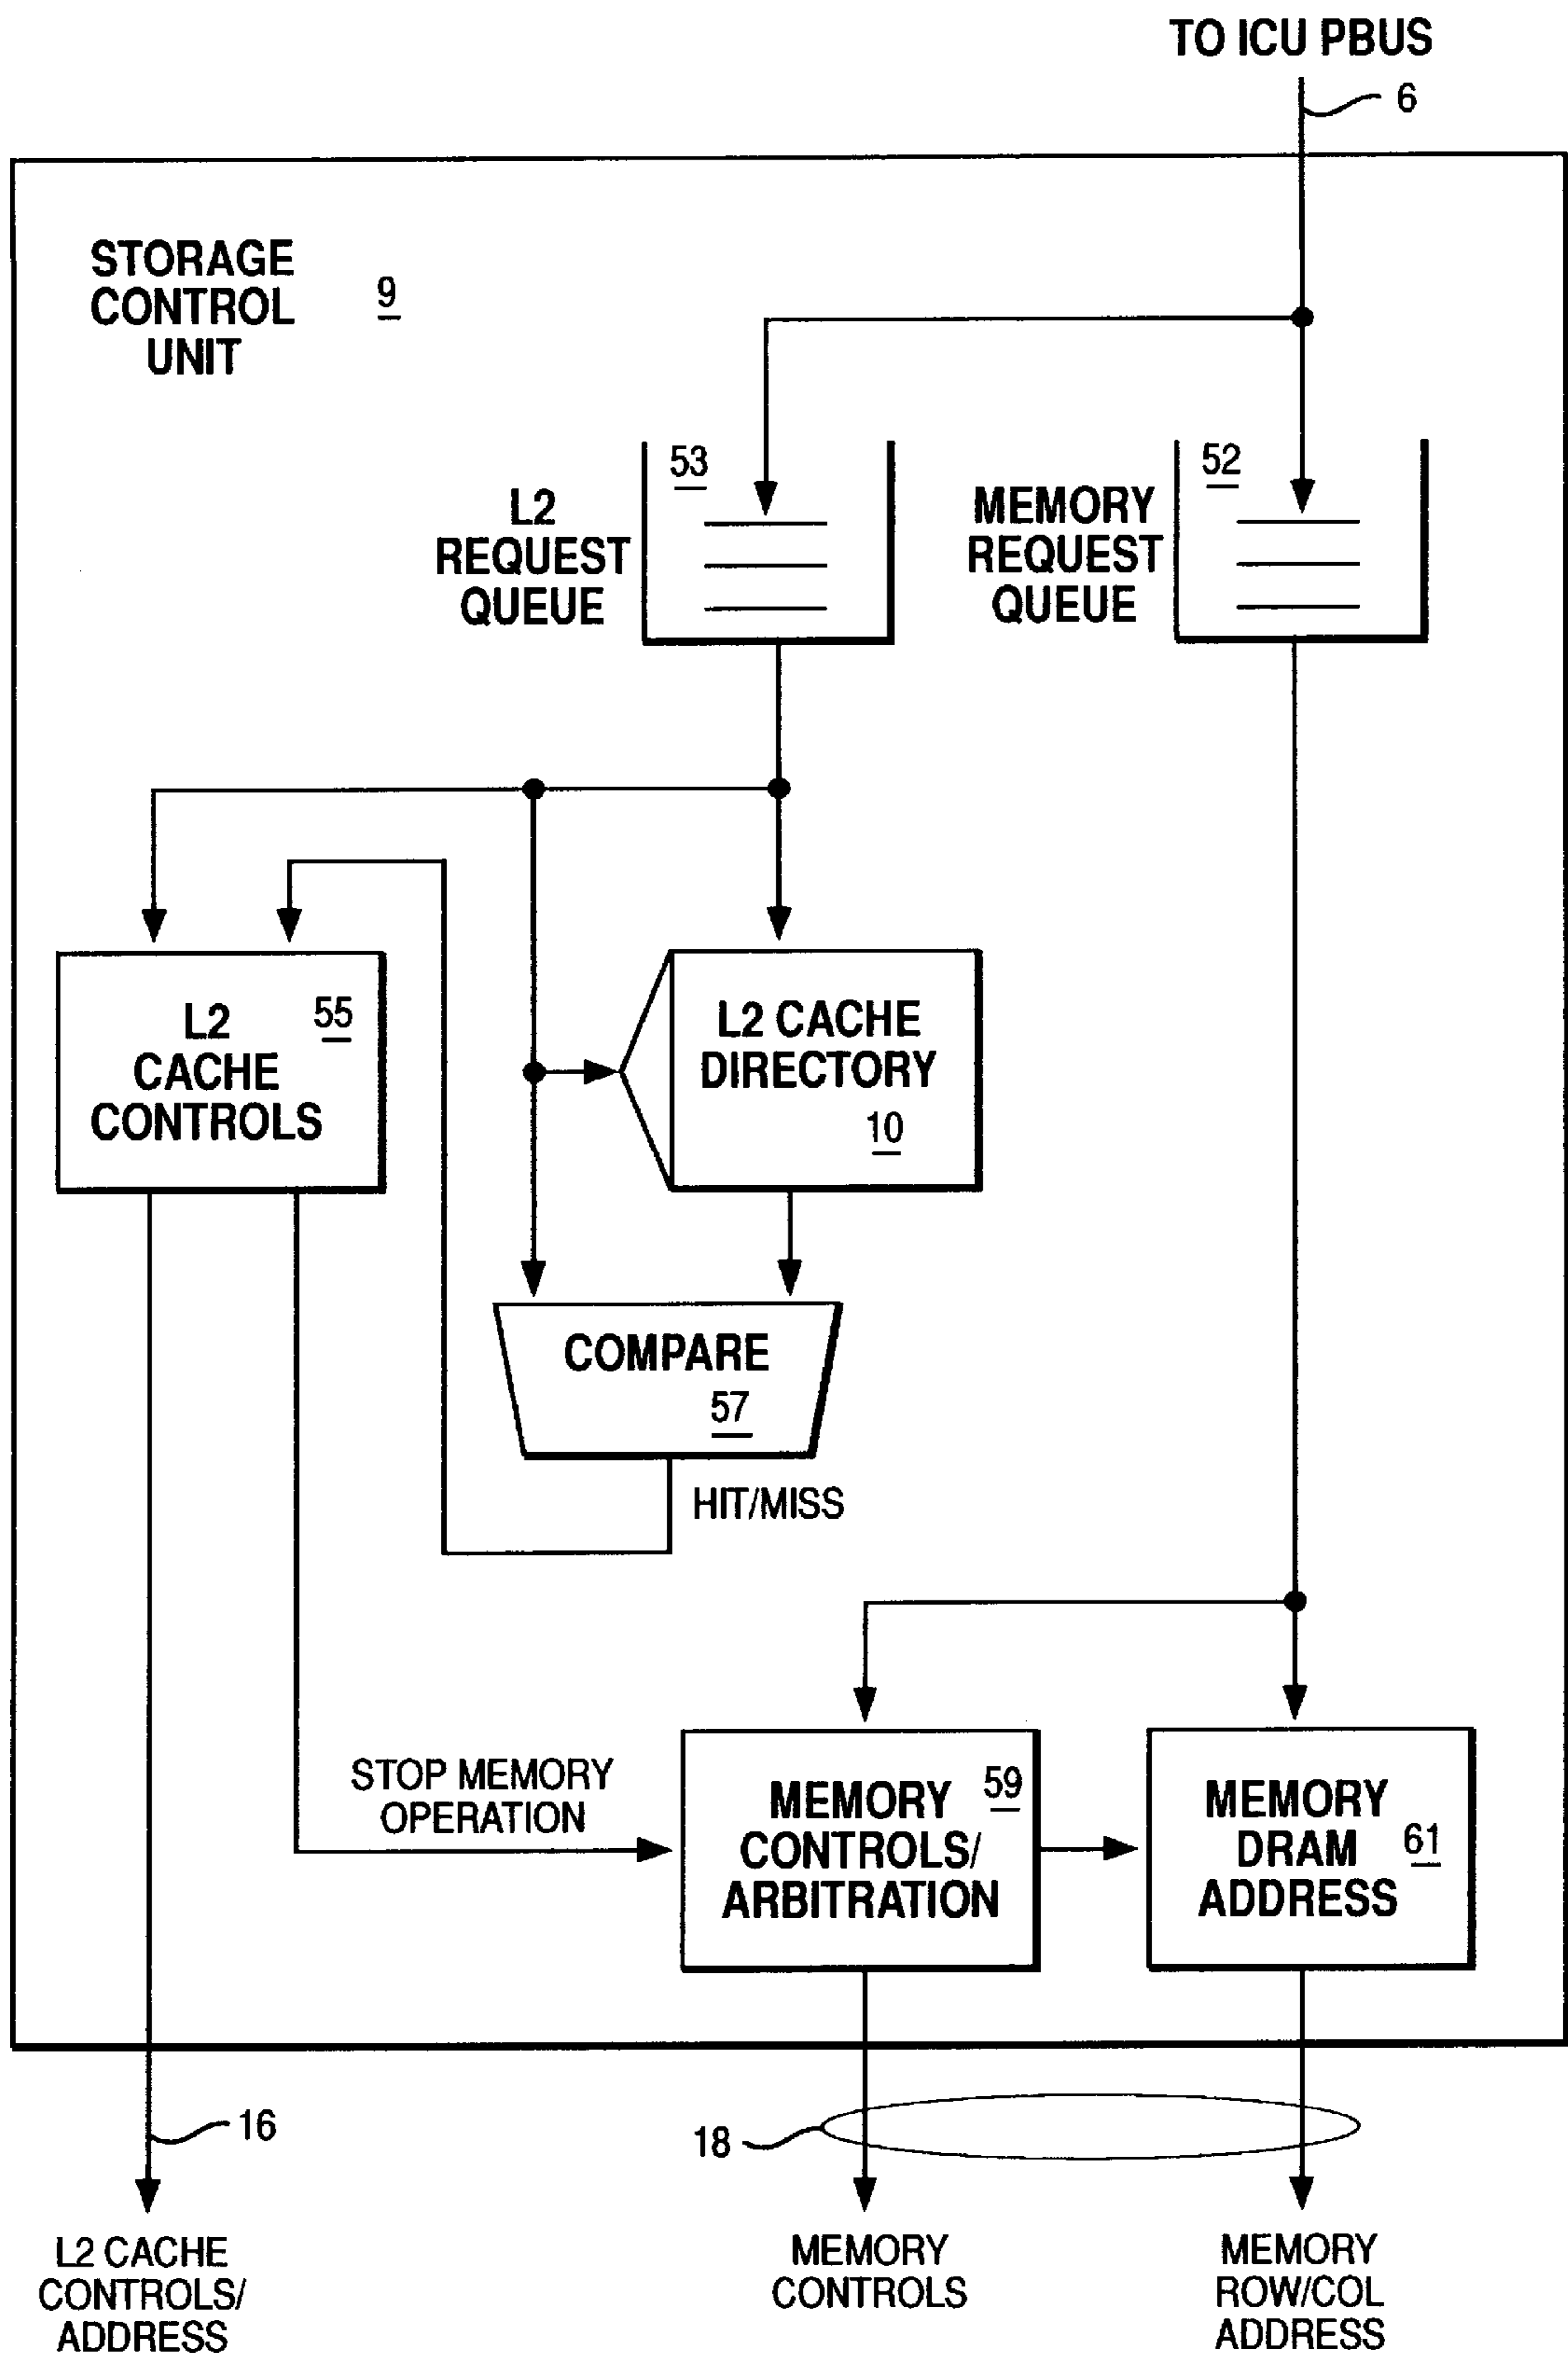 TO ICU PBUS
6
STORAGE
CONTROL
UNIT
9
53
L2
REQUEST
QUEUE
52
MEMORY
REQUEST
QUEUE
L2
CACHE
CONTROLS
55
L2 CACHE
DIRECTORY
10
COMPARE
57
HIT/MISS
STOP MEMORY
OPERATION
MEMORY
CONTROLS/
ARBITRATION
59
MEMORY
DRAM
ADDRESS
61
16
18
L2 CACHE
CONTROLS/
ADDRESS
MEMORY
CONTROLS
MEMORY
ROW/COL
ADDRESS